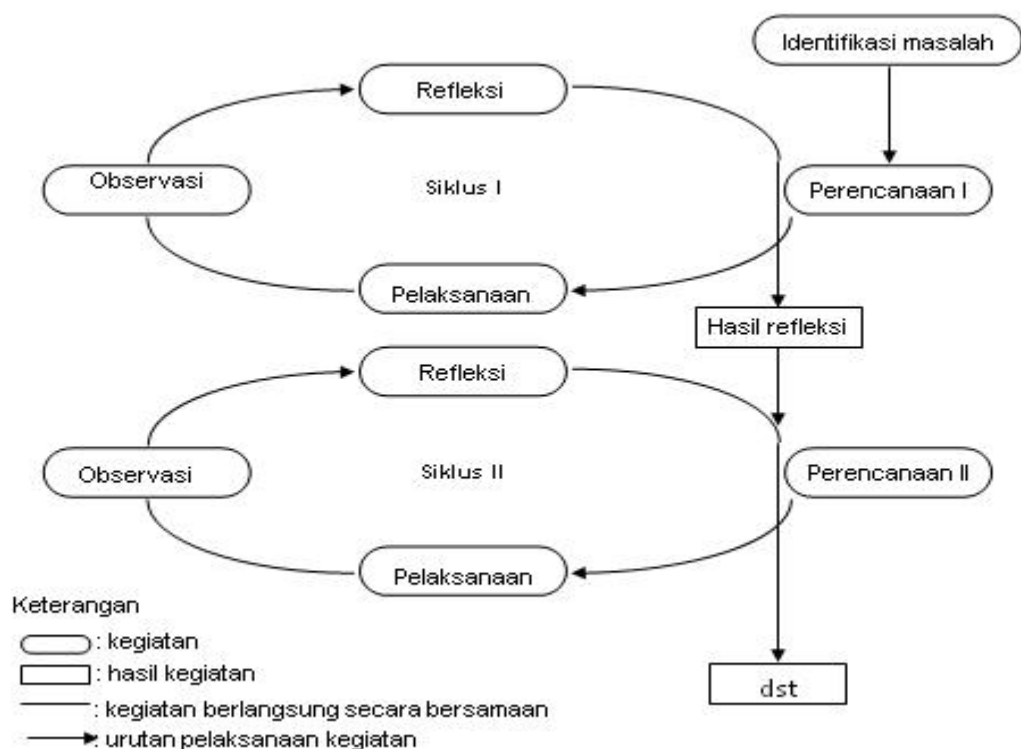 Identifikasi masalah
Refleksi
Observasi
Siklus I
Perencanaan I
Pelaksanaan
Hasil refleksi
Refleksi
Observasi
Siklus II
Perencanaan II
Pelaksanaan
Keterangan
: kegiatan
: hasil kegiatan
: kegiatan berlangsung secara bersamaan
: urutan pelaksanaan kegiatan
dst